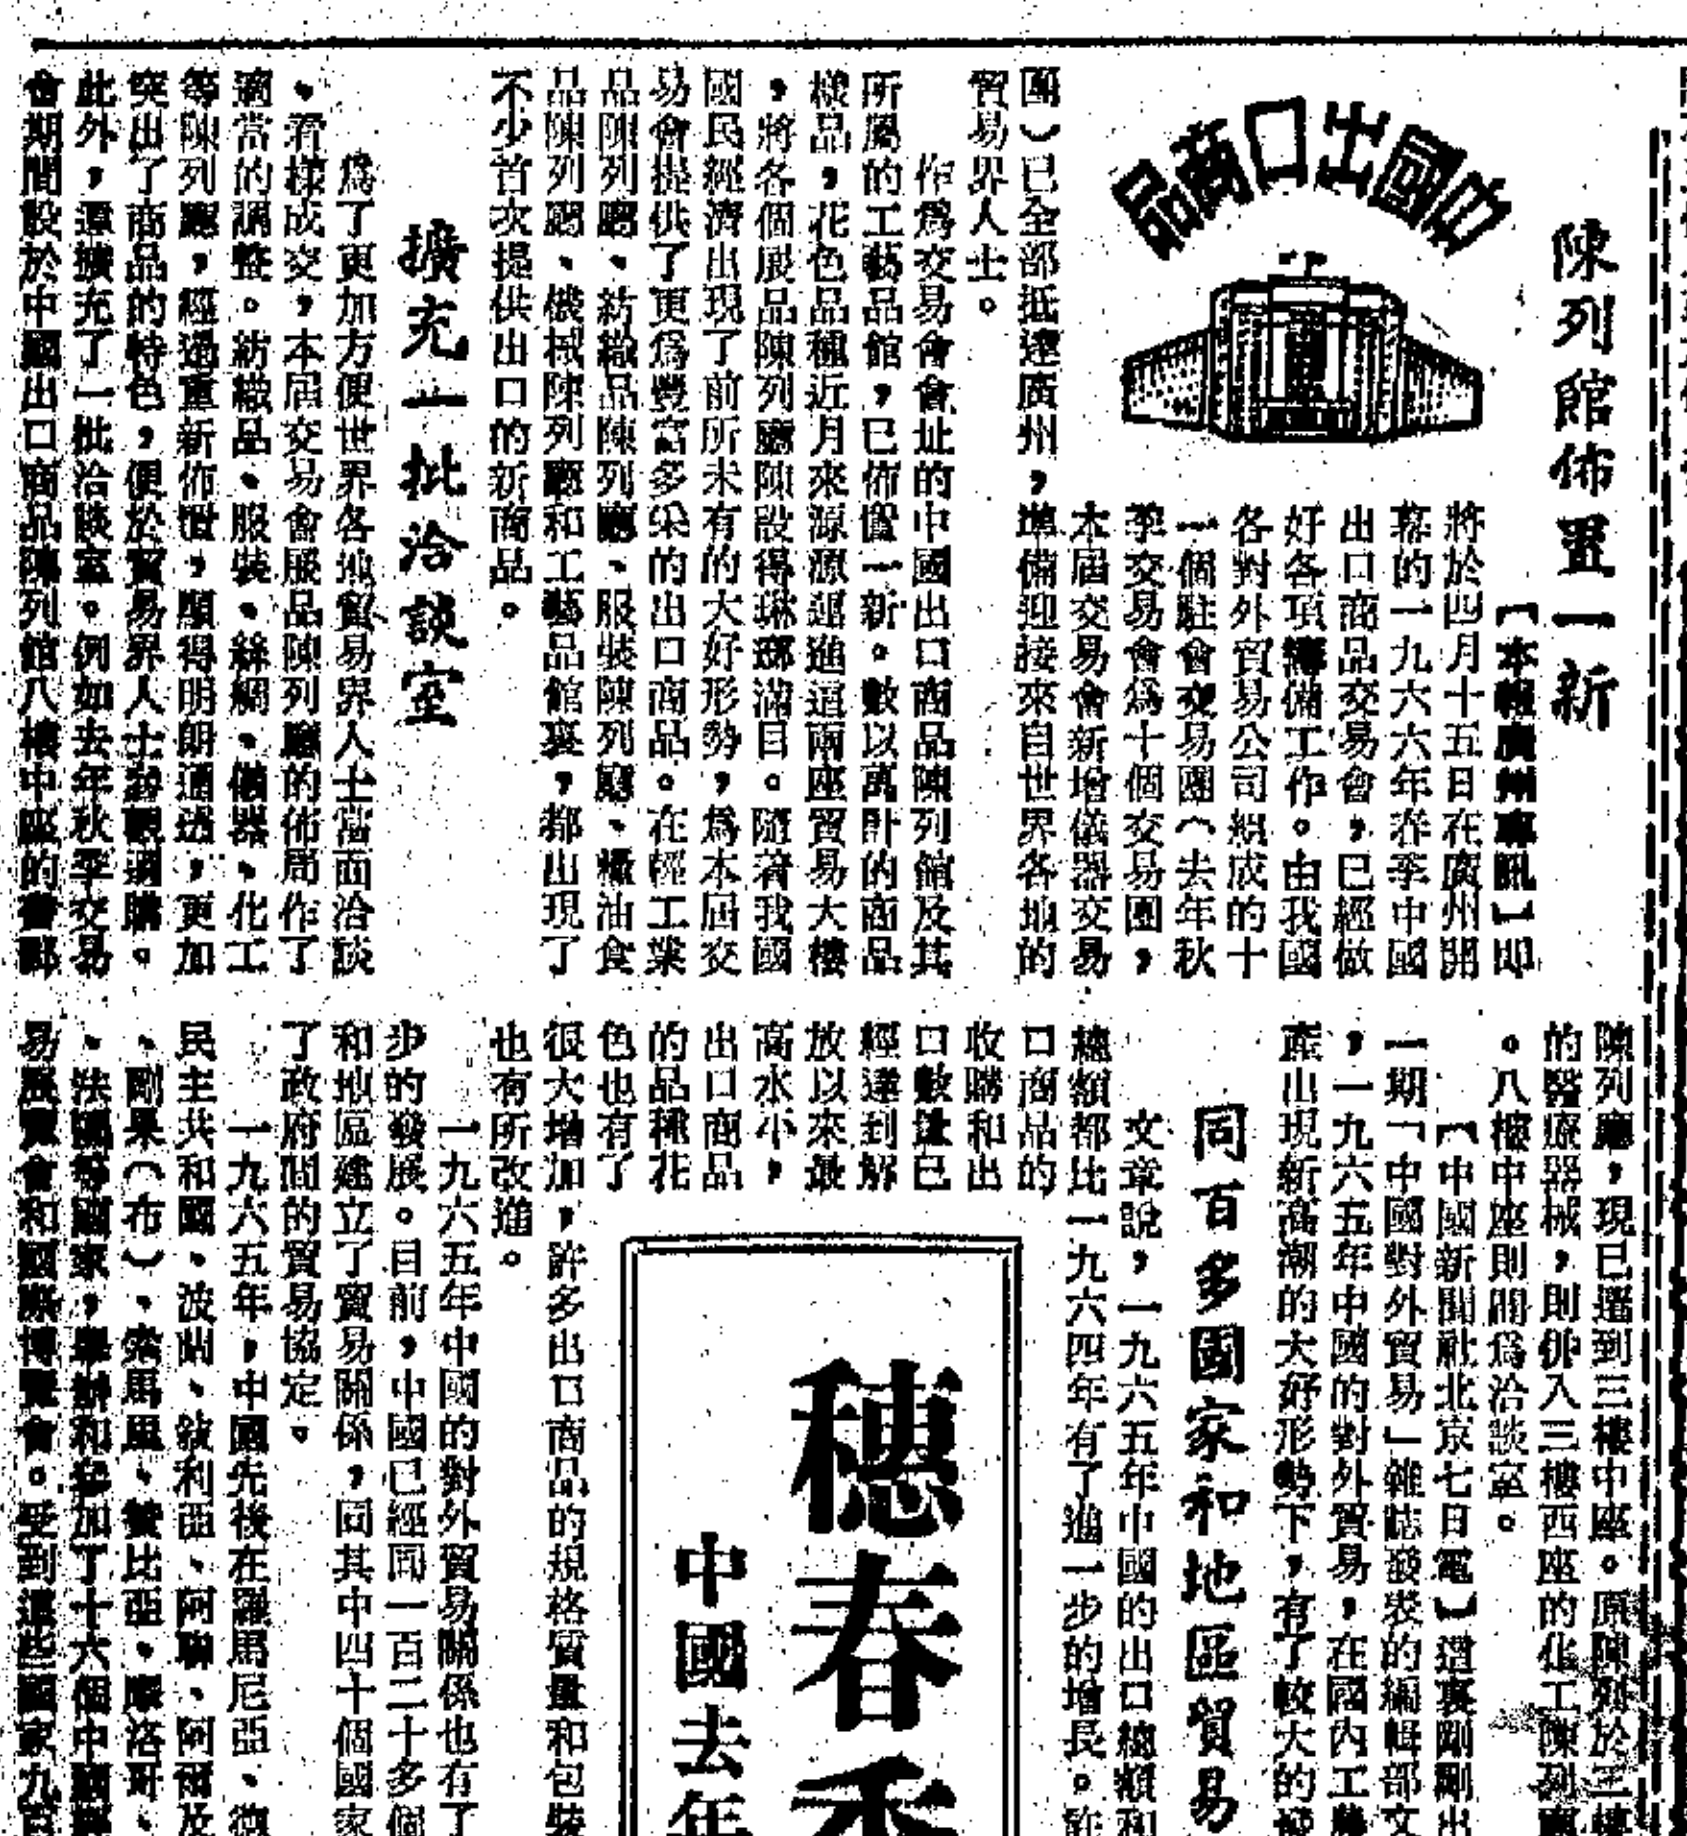 陳列館佈置一新
中國出口商品
【本報廣州專訊】即
將於四月十五日在廣州開
幕的一九六六年春季中國
出口商品交易會，已經做
好各項籌備工作。由我國
各對外貿易公司組成的十
一個駐會交易團（去年秋
季交易會爲十個交易團，
本屆交易會新增儀器交易
團）已全部抵達廣州，準備迎接來自世界各地的
貿易界人士。
作爲交易會會址的中國出口商品陳列館及其
所屬的工藝品館，已佈置一新。數以萬計的商品
樣品，花色品種近月來源源運進這兩座貿易大樓
，將各個展品陳列廳陳設得琳瑯滿目。隨著我國
國民經濟出現了前所未有的大好形勢，爲本屆交
易會提供了更爲豐富多采的出口商品。在輕工業
品陳列廳、紡織品陳列廳、服裝陳列廳、糧油食
品陳列廳、機械陳列廳和工藝品館裏，都出現了
不少首次提供出口的新商品。
擴充一批洽談室
爲了更加方便世界各地貿易界人士當面洽談
、看樣成交，本屆交易會展品陳列廳的佈局作了
適當的調整。紡織品、服裝、絲綢、儀器、化工
等陳列廳，經過重新佈置，顯得明朗通透，更加
突出了商品的特色，便於貿易界人士參觀選購。
此外，還擴充了一批洽談室。例如去年秋季交易
會期間設於中國出口商品陳列館八樓中座的
陳列廳，現已遷到三樓中座。原陳列於三樓
的醫療器械，則併入三樓西座的化工陳列廳
。八樓中座則開爲洽談室。
【中國新聞社北京七日電】這裏剛剛出
一期「中國對外貿易」雜誌發表的編輯部文
，一九六五年中國的對外貿易，在國內工農
產出現新高潮的大好形勢下，有了較大的
同百多國家和地區貿易
文章說，一九六五年中國的出口總額和
總額都比一九六四年有了進一步的增長。許
口商品的
收購和出
口數量已
經達到解
放以來最
高水小，
出口商品
的品種花
色也有了
很大增加，許多出口商品的規格質量和包裝
也有所改進。
穗春季
中國去年
一九六五年中國的對外貿易關係也有了
步的發展。目前，中國已經同一百二十多個
和地區建立了貿易關係，同其中四十個國家
了政府間的貿易協定。
一九六五年，中國先後在羅馬尼亞、
民主共和國、波蘭、敍利亞、阿聯、阿爾及
、剛果（布）、索馬里、贊比亞、摩洛哥、
、法國等國家，舉辦和參加了十六個中國
易展覽會和國際博覽會。受到這些國家九百